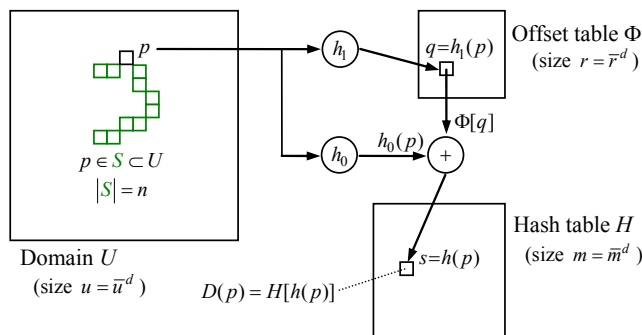 p
h₁
q=h₁(p)
Offset table Φ
(size r = r̅ᵈ)
Φ[q]
p ∈ S ⊂ U
|S| = n
h₀
h₀(p)
+
Domain U
(size u = u̅ᵈ)
s=h(p)
Hash table H
(size m = m̅ᵈ)
D(p) = H[h(p)]